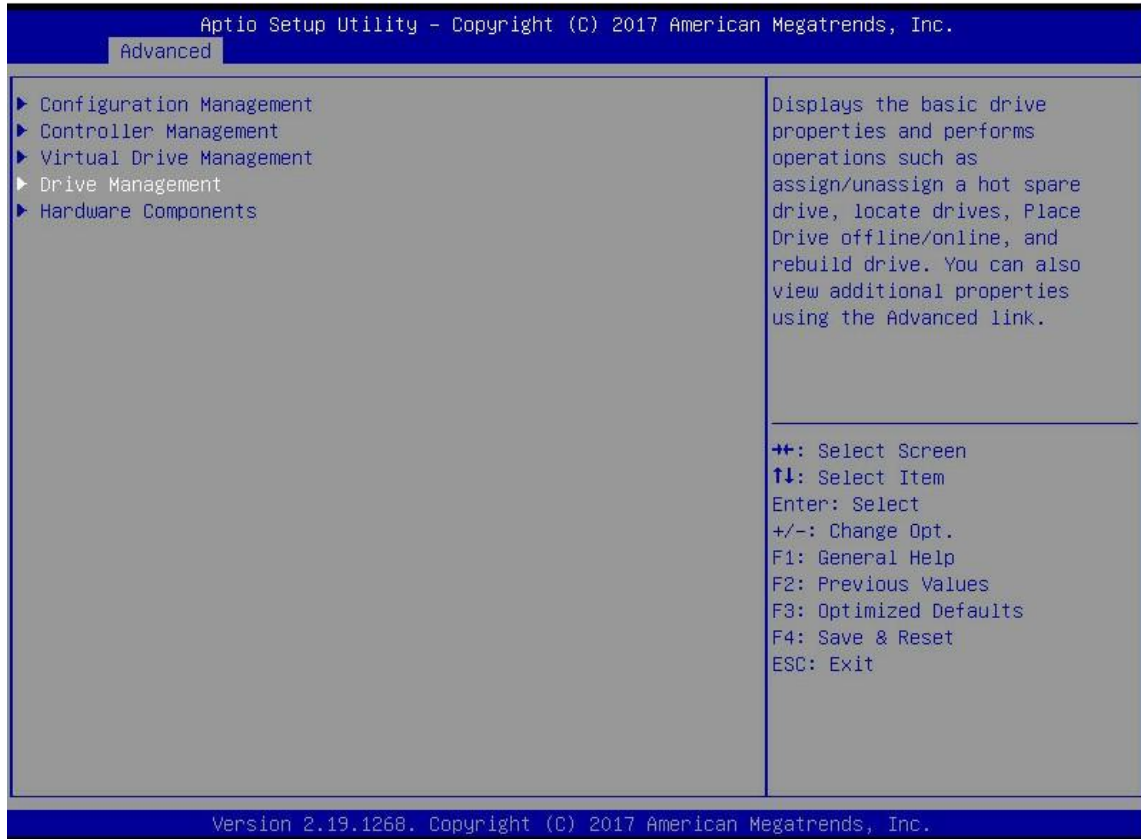 Aptio Setup Utility – Copyright (C) 2017 American Megatrends, Inc.
Advanced
▶ Configuration Management
▶ Controller Management
▶ Virtual Drive Management
▶ Drive Management
▶ Hardware Components
Displays the basic drive
properties and performs
operations such as
assign/unassign a hot spare
drive, locate drives, Place
Drive offline/online, and
rebuild drive. You can also
view additional properties
using the Advanced link.
→←: Select Screen
↑↓: Select Item
Enter: Select
+/-: Change Opt.
F1: General Help
F2: Previous Values
F3: Optimized Defaults
F4: Save & Reset
ESC: Exit
Version 2.19.1268. Copyright (C) 2017 American Megatrends, Inc.